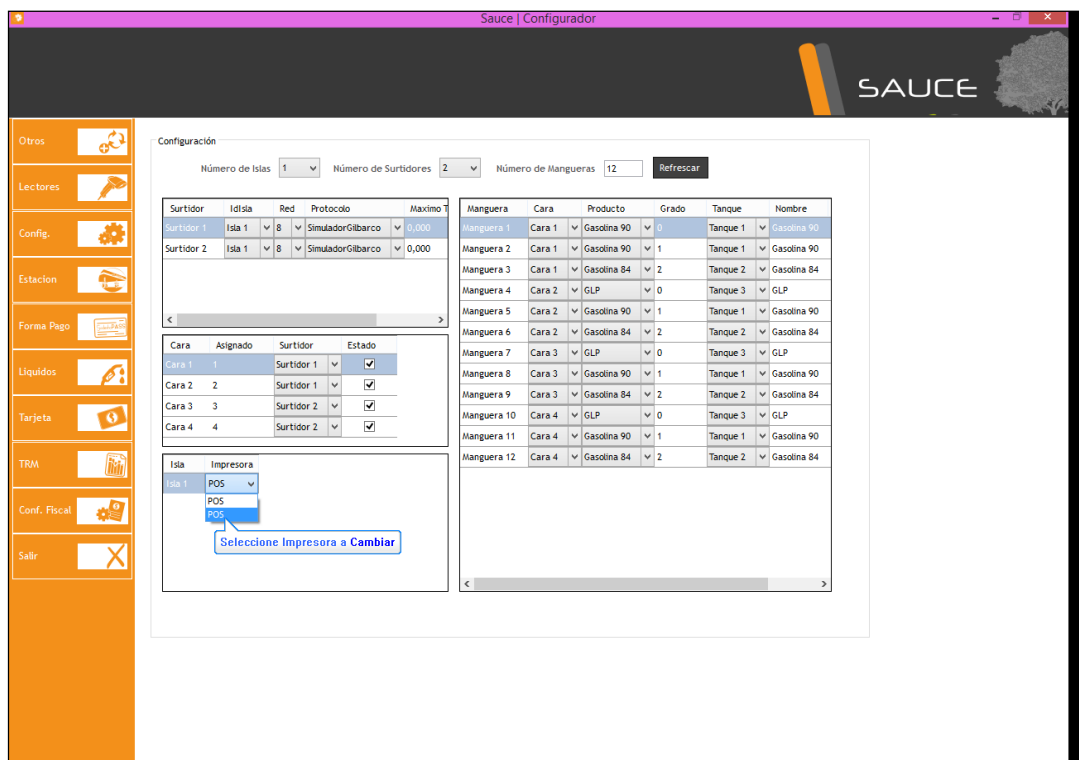 Sauce | Configurador
SAUCE
Otros
Lectores
Config.
Estacion
Forma Pago
Líquidos
Tarjeta
TRM
Conf. Fiscal
Salir
Configuración
Número de Islas 1 Número de Surtidores 2 Número de Mangueras 12 Refrescar
Surtidor IdIsla Red Protocolo Maximo T
Surtidor 1 Isla 1 8 SimuladorGilbarco 0,000
Surtidor 2 Isla 1 8 SimuladorGilbarco 0,000
Cara Asignado Surtidor Estado
Cara 1 1 Surtidor 1
Cara 2 2 Surtidor 1
Cara 3 3 Surtidor 2
Cara 4 4 Surtidor 2
Isla Impresora
Isla 1 POS
POS
POS
Seleccione Impresora a Cambiar
Manguera Cara Producto Grado Tanque Nombre
Manguera 1 Cara 1 Gasolina 90 0 Tanque 1 Gasolina 90
Manguera 2 Cara 1 Gasolina 90 1 Tanque 1 Gasolina 90
Manguera 3 Cara 1 Gasolina 84 2 Tanque 2 Gasolina 84
Manguera 4 Cara 2 GLP 0 Tanque 3 GLP
Manguera 5 Cara 2 Gasolina 90 1 Tanque 1 Gasolina 90
Manguera 6 Cara 2 Gasolina 84 2 Tanque 2 Gasolina 84
Manguera 7 Cara 3 GLP 0 Tanque 3 GLP
Manguera 8 Cara 3 Gasolina 90 1 Tanque 1 Gasolina 90
Manguera 9 Cara 3 Gasolina 84 2 Tanque 2 Gasolina 84
Manguera 10 Cara 4 GLP 0 Tanque 3 GLP
Manguera 11 Cara 4 Gasolina 90 1 Tanque 1 Gasolina 90
Manguera 12 Cara 4 Gasolina 84 2 Tanque 2 Gasolina 84